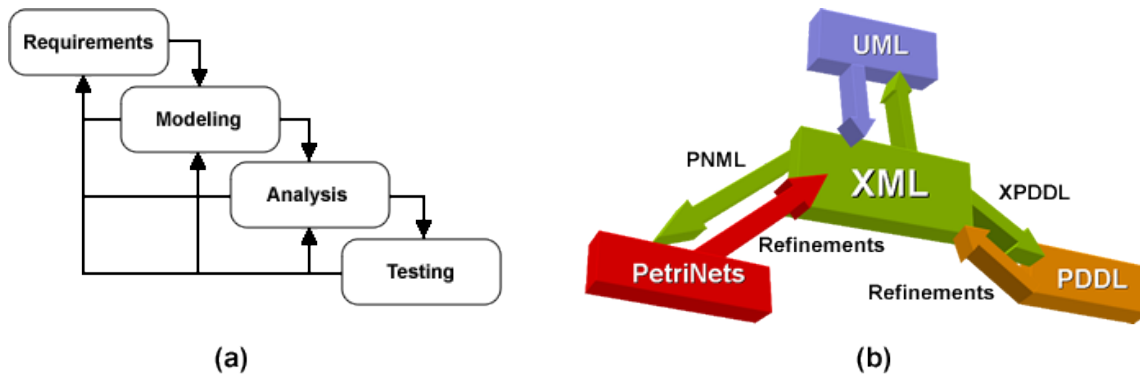 Requirements
Modeling
Analysis
Testing
(a)
UML
PNML
XML
XPDDL
Refinements
PetriNets
Refinements
PDDL
(b)